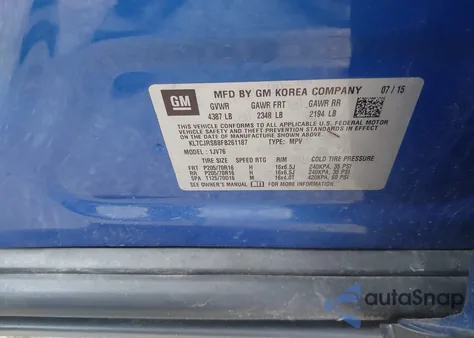 GM
MFD BY GM KOREA COMPANY 07/15
GVWR GAWR FRT GAWR RR
4387 LB 2348 LB 2194 LB
THIS VEHICLE CONFORMS TO ALL APPLICABLE U.S. FEDERAL MOTOR
VEHICLE SAFETY AND THEFT PREVENTION STANDARDS IN EFFECT
ON THE DATE OF MANUFACTURE SHOWN ABOVE.
KL7CJRSB8FB261187 TYPE: MPV
MODEL: 1JV76
TIRE SIZE SPEED RTG RIM COLD TIRE PRESSURE
FRT P205/70R16 H 16x6.5J 240KPA, 35 PSI
RR P205/70R16 H 16x6.5J 240KPA, 35 PSI
SPA T125/70D16 M 16x4.0T 420KPA, 60 PSI
SEE OWNER'S MANUAL FOR MORE INFORMATION.
autoSnap